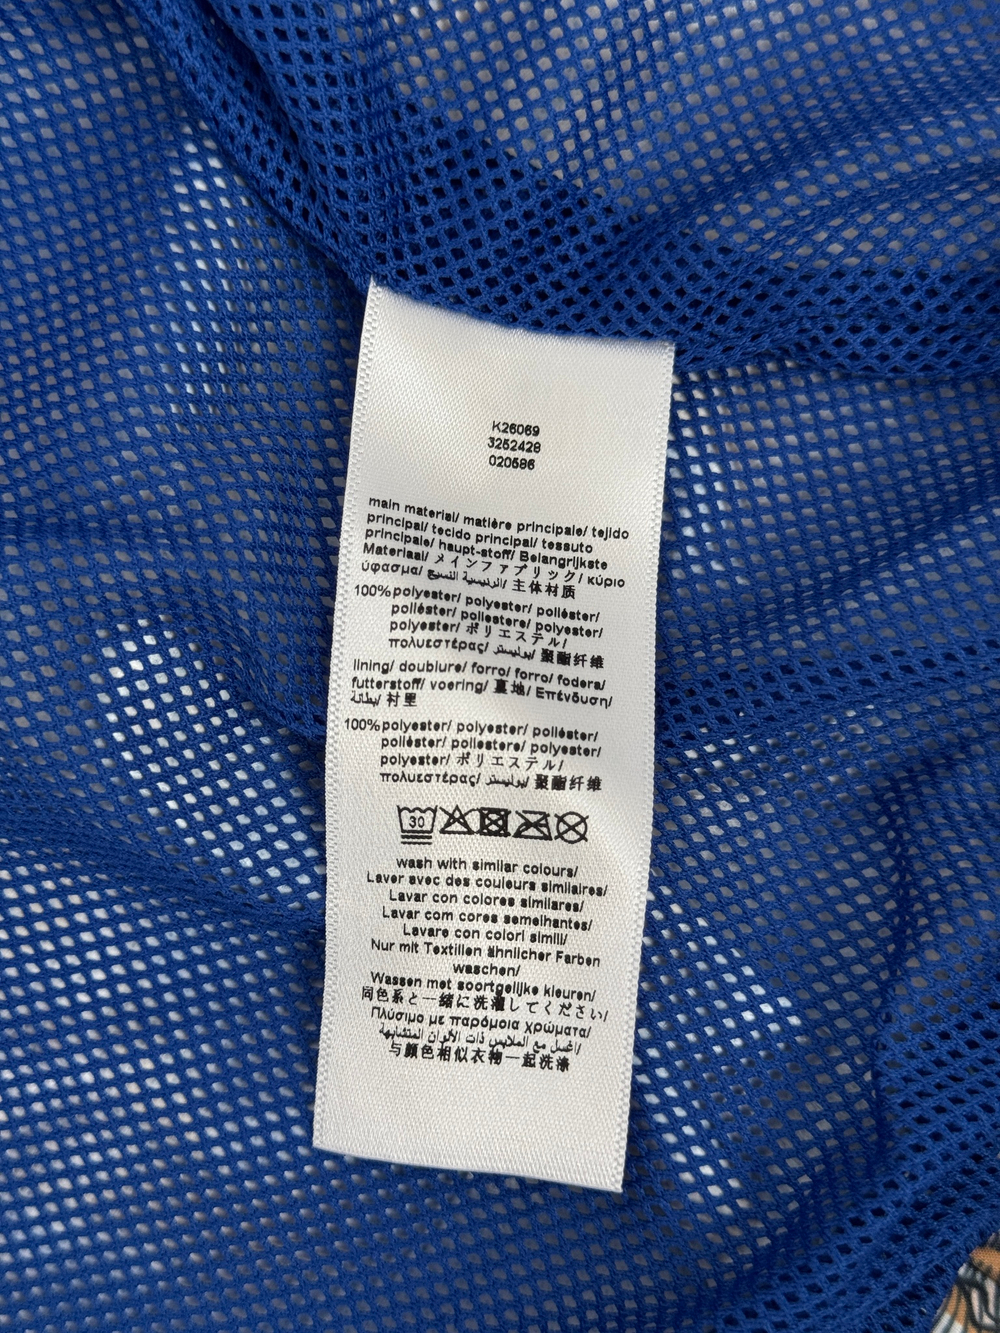 K26069
3252428
020586
main material/ matière principale/ tejido
principal/ tecido principal/ tessuto
principale/ haupt-stoff/ Belangrijkste
Materiaal/ メインファブリック/ κύριο
ύφασμα/ الرئيسية النسيج/ 主体材质
100% polyester/ polyester/ poliéster/
poliéster/ poliestere/ polyester/
polyester/ ポリエステル/
πολυεστέρας/ بوليستر/ 聚酯纤维
lining/ doublure/ forro/ forro/ fodera/
futterstoff/ voering/ 裏地/ Επένδυση/
بطانة/ 衬里
100% polyester/ polyester/ poliéster/
poliéster/ poliestere/ polyester/
polyester/ ポリエステル/
πολυεστέρας/ بوليستر/ 聚酯纤维
30
wash with similar colours/
Laver avec des couleurs similaires/
Lavar con colores similares/
Lavar com cores semelhantes/
Lavare con colori simili/
Nur mit Textilien ähnlicher Farben
waschen/
Wassen met soortgelijke kleuren/
同色系と一緒に洗濯してください/
Πλύσιμο με παρόμοια χρώματα/
اغسل مع الملابس ذات الألوان المتشابهة/
与颜色相似衣物一起洗涤